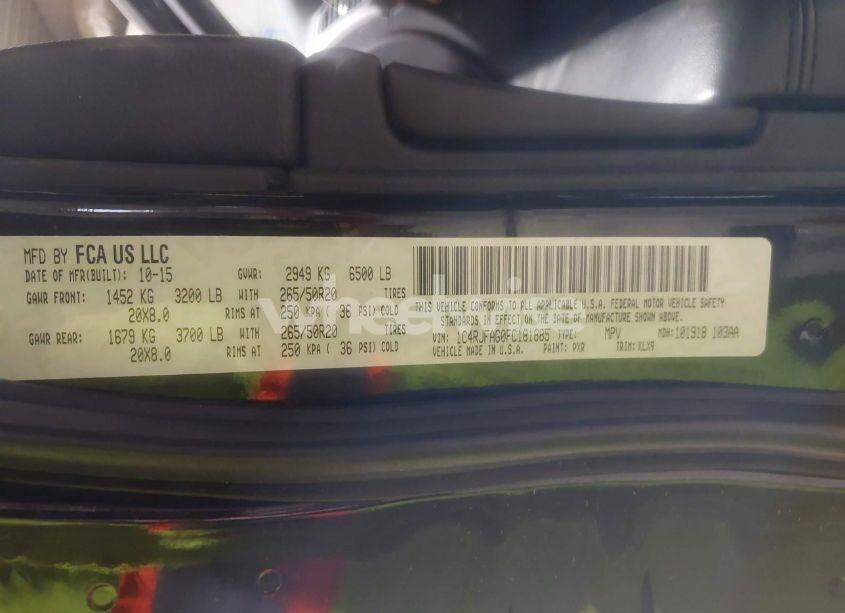 MFD BY FCA US LLC
DATE OF MFR(BUILT): 10-15 GVWR: 2949 KG 6500 LB
GAWR FRONT: 1452 KG 3200 LB WITH 265/50R20 TIRES
20X8.0 RIMS AT 250 KPA ( 36 PSI) COLD
GAWR REAR: 1679 KG 3700 LB WITH 265/50R20 TIRES
20X8.0 RIMS AT 250 KPA ( 36 PSI) COLD
THIS VEHICLE CONFORMS TO ALL APPLICABLE U.S.A. FEDERAL MOTOR VEHICLE SAFETY
STANDARDS IN EFFECT ON THE DATE OF MANUFACTURE SHOWN ABOVE.
VIN: 1C4RJFAG0FC181885 TYPE: MPV MDH: 101918 103AA
VEHICLE MADE IN U.S.A. PAINT: PXR TRIM: KLX9